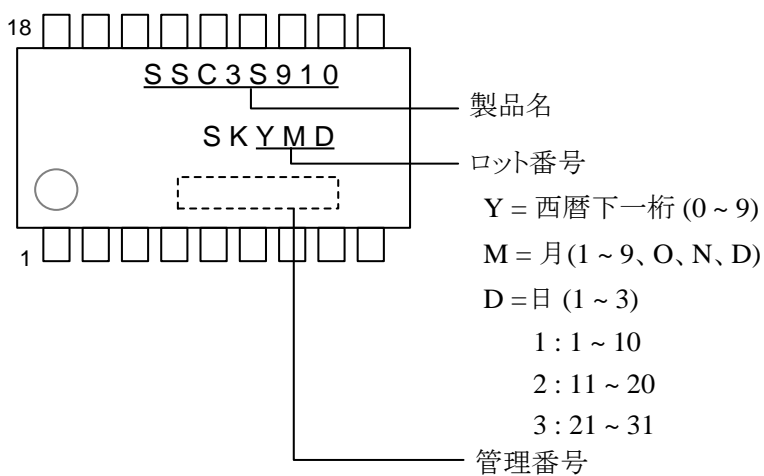 18
SSC3S910
製品名
SKYMD
ロット番号
Y = 西暦下一桁 (0 ~ 9)
M = 月(1 ~ 9、O、N、D)
1
D =日 (1 ~ 3)
1 : 1 ~ 10
2 : 11 ~ 20
3 : 21 ~ 31
管理番号